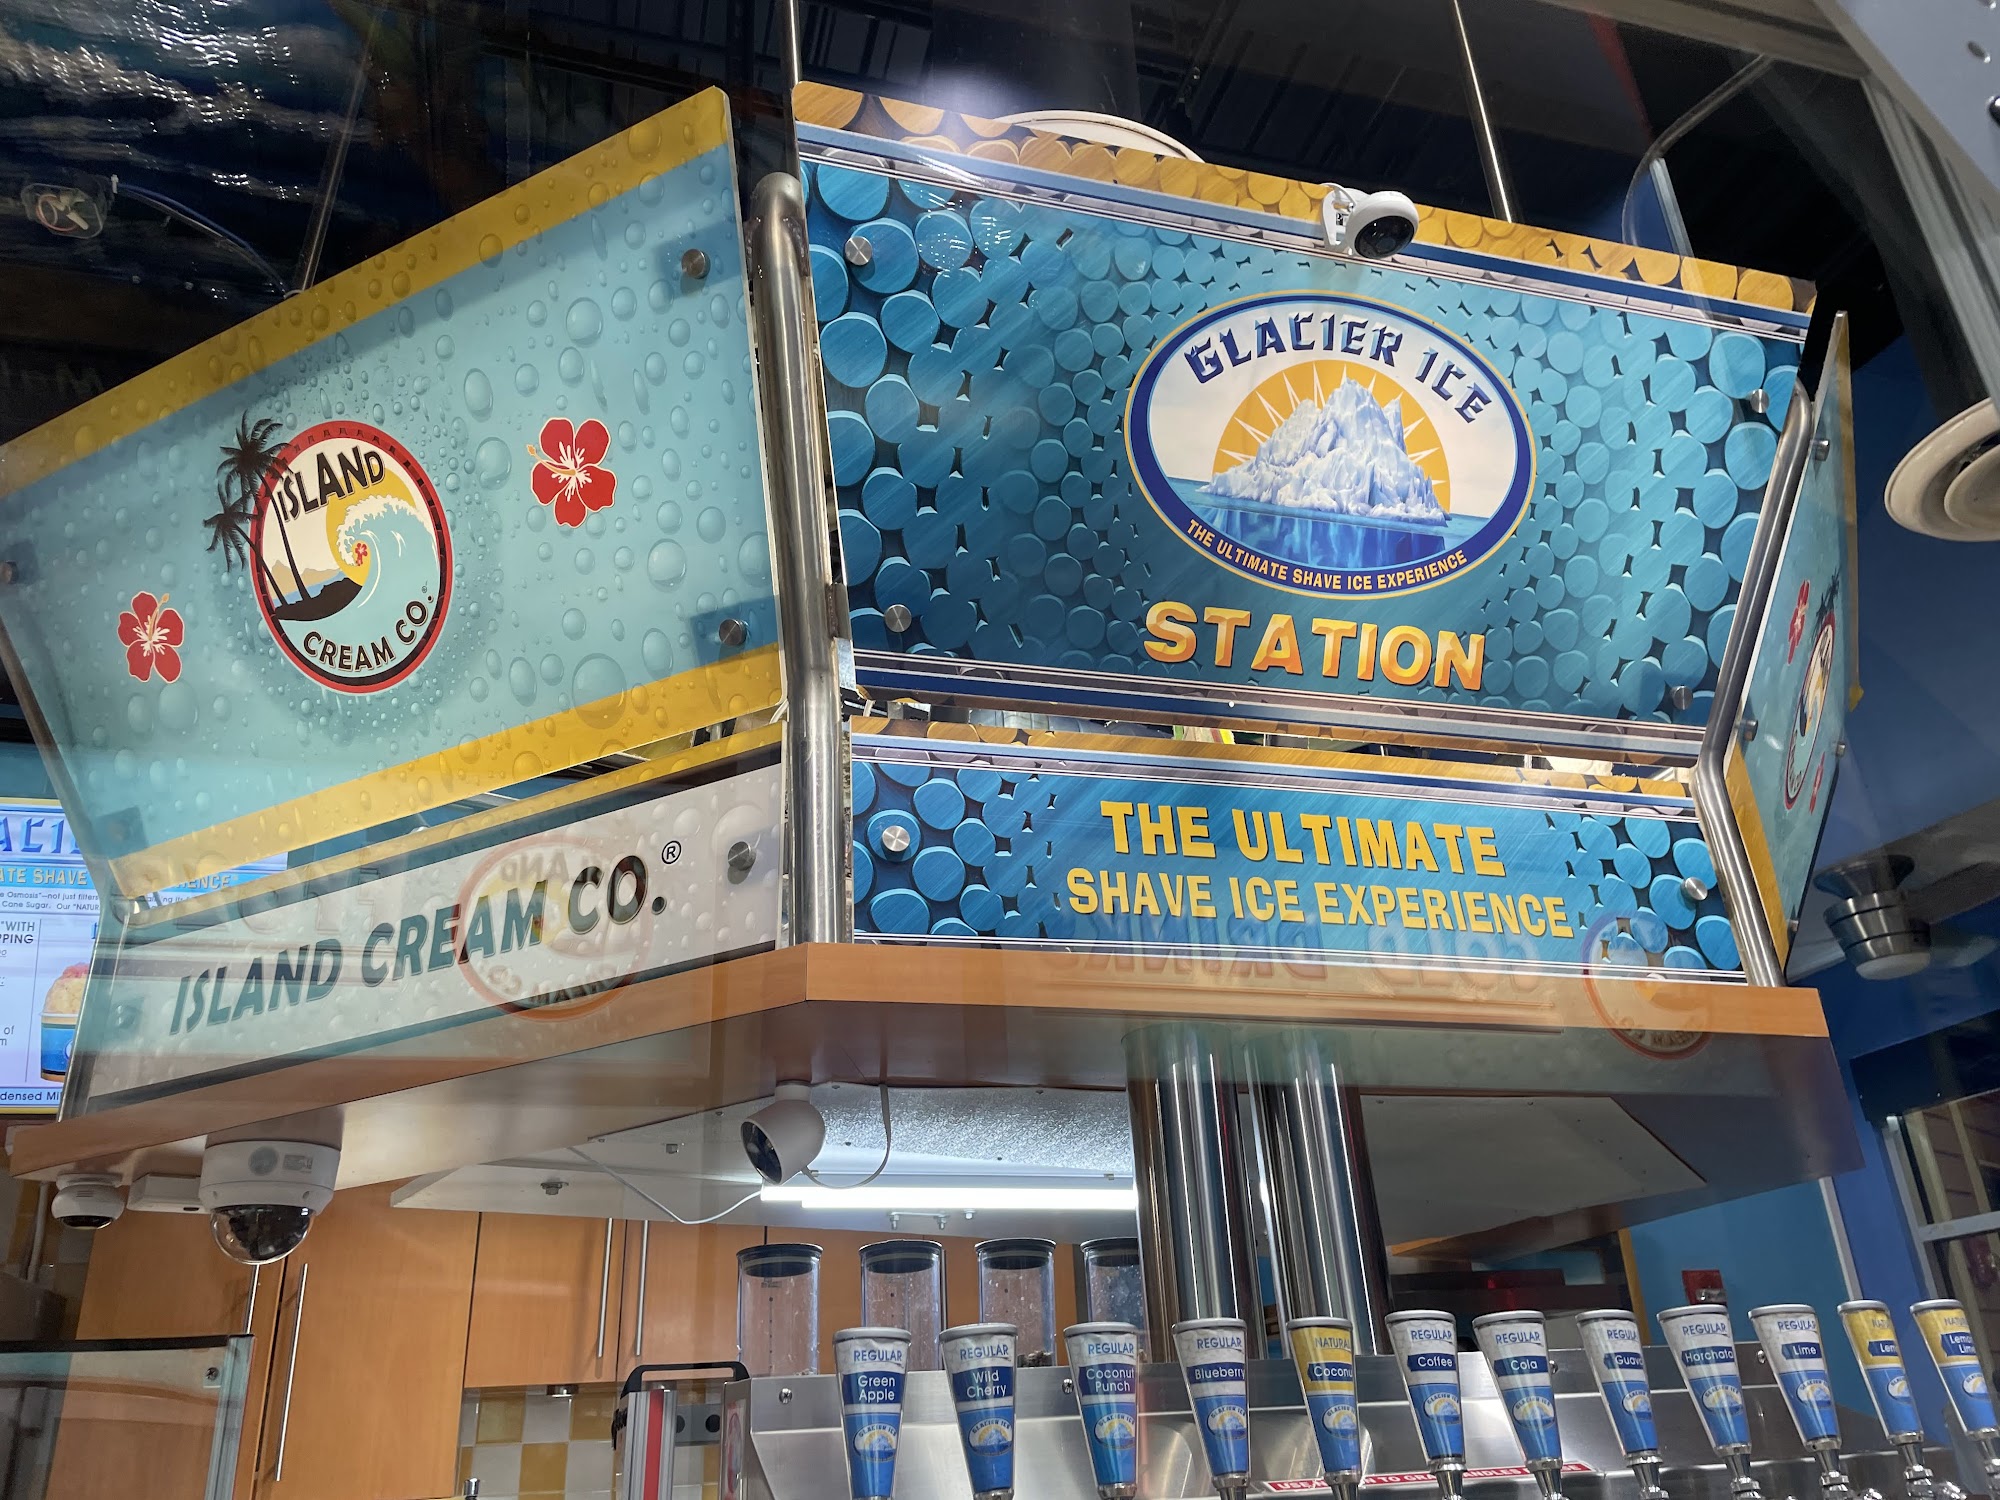 ISLAND
CREAM CO.®
GLACIER ICE
THE ULTIMATE SHAVE ICE EXPERIENCE
STATION
ISLAND CREAM CO.®
THE ULTIMATE
SHAVE ICE EXPERIENCE
COLD DRINKS
REGULAR
Green
Apple
REGULAR
Wild
Cherry
REGULAR
Coconut
Punch
REGULAR
Blueberry
NATURAL
Coconut
REGULAR
Coffee
REGULAR
Cola
REGULAR
Guava
REGULAR
Horchata
REGULAR
Lime